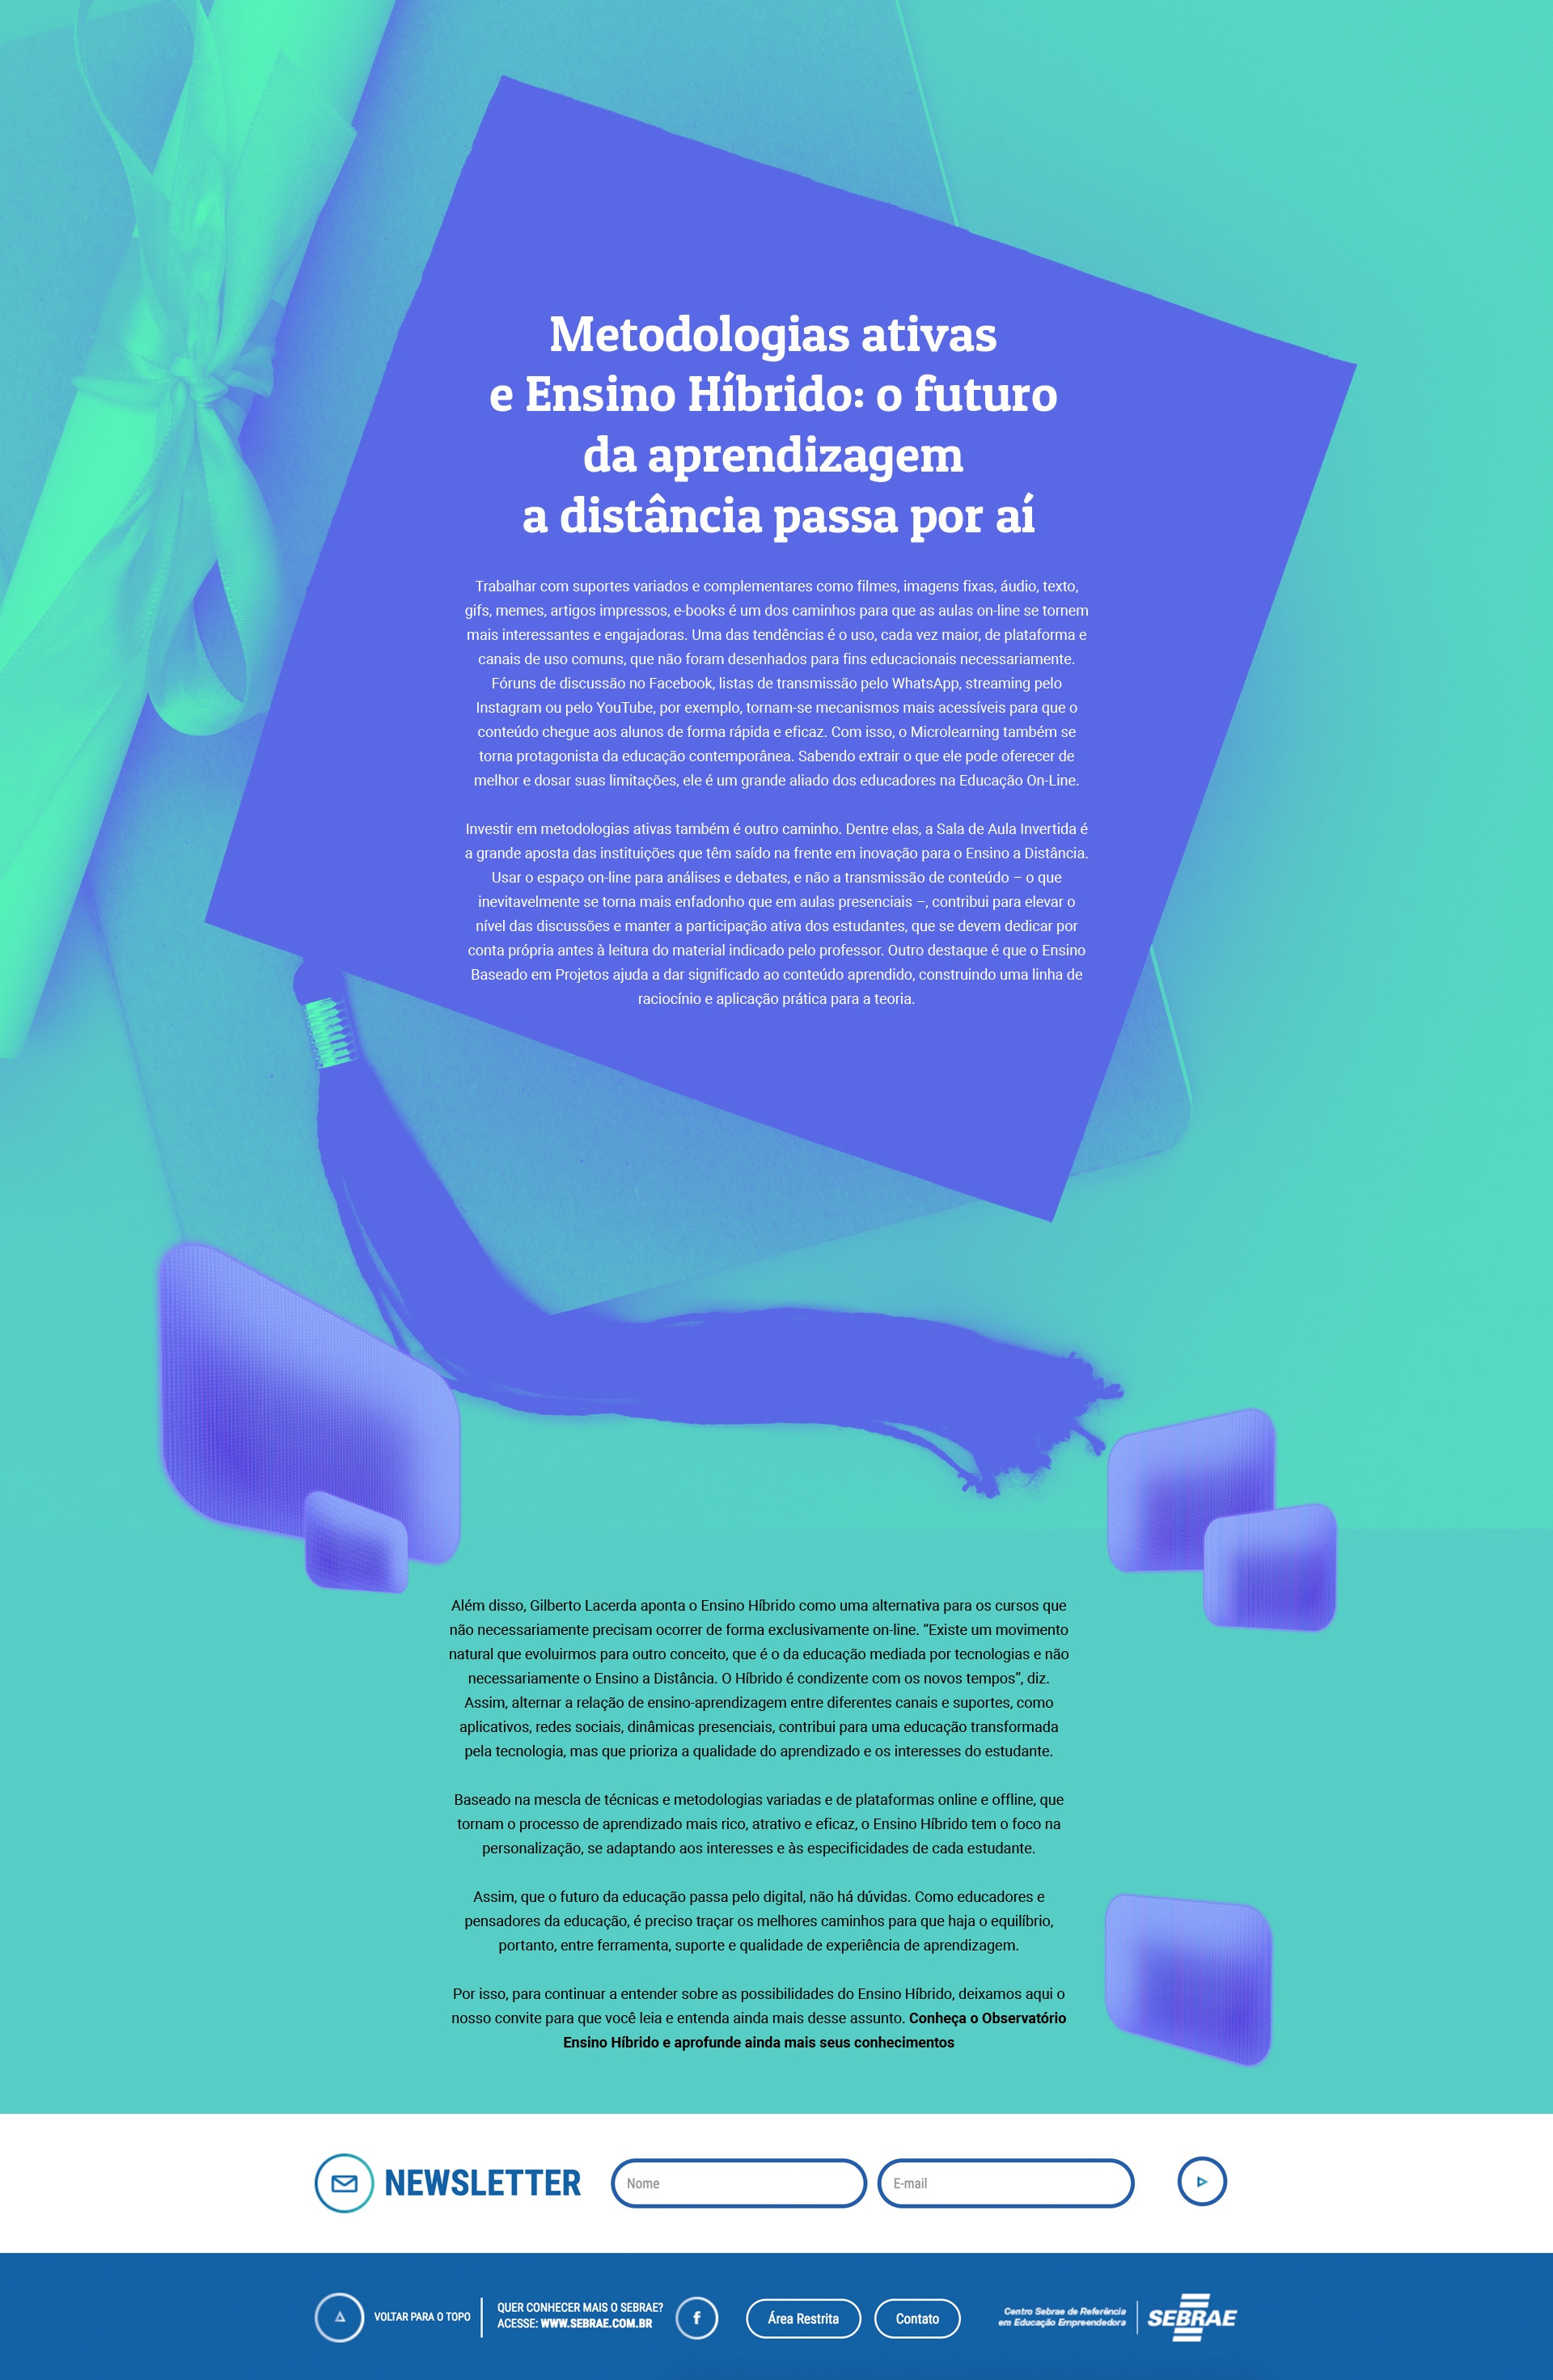 Metodologias ativas
e Ensino Híbrido: o futuro
da aprendizagem
a distância passa por aí
Trabalhar com suportes variados e complementares como filmes, imagens fixas, áudio, texto,
gifs, memes, artigos impressos, e-books é um dos caminhos para que as aulas on-line se tornem
mais interessantes e engajadoras. Uma das tendências é o uso, cada vez maior, de plataforma e
canais de uso comuns, que não foram desenhados para fins educacionais necessariamente.
Fóruns de discussão no Facebook, listas de transmissão pelo WhatsApp, streaming pelo
Instagram ou pelo YouTube, por exemplo, tornam-se mecanismos mais acessíveis para que o
conteúdo chegue aos alunos de forma rápida e eficaz. Com isso, o Microlearning também se
torna protagonista da educação contemporânea. Sabendo extrair o que ele pode oferecer de
melhor e dosar suas limitações, ele é um grande aliado dos educadores na Educação On-Line.
Investir em metodologias ativas também é outro caminho. Dentre elas, a Sala de Aula Invertida é
a grande aposta das instituições que têm saído na frente em inovação para o Ensino a Distância.
Usar o espaço on-line para análises e debates, e não a transmissão de conteúdo – o que
inevitavelmente se torna mais enfadonho que em aulas presenciais –, contribui para elevar o
nível das discussões e manter a participação ativa dos estudantes, que se devem dedicar por
conta própria antes à leitura do material indicado pelo professor. Outro destaque é que o Ensino
Baseado em Projetos ajuda a dar significado ao conteúdo aprendido, construindo uma linha de
raciocínio e aplicação prática para a teoria.
Além disso, Gilberto Lacerda aponta o Ensino Híbrido como uma alternativa para os cursos que
não necessariamente precisam ocorrer de forma exclusivamente on-line. “Existe um movimento
natural que evoluirmos para outro conceito, que é o da educação mediada por tecnologias e não
necessariamente o Ensino a Distância. O Híbrido é condizente com os novos tempos”, diz.
Assim, alternar a relação de ensino-aprendizagem entre diferentes canais e suportes, como
aplicativos, redes sociais, dinâmicas presenciais, contribui para uma educação transformada
pela tecnologia, mas que prioriza a qualidade do aprendizado e os interesses do estudante.
Baseado na mescla de técnicas e metodologias variadas e de plataformas online e offline, que
tornam o processo de aprendizado mais rico, atrativo e eficaz, o Ensino Híbrido tem o foco na
personalização, se adaptando aos interesses e às especificidades de cada estudante.
Assim, que o futuro da educação passa pelo digital, não há dúvidas. Como educadores e
pensadores da educação, é preciso traçar os melhores caminhos para que haja o equilíbrio,
portanto, entre ferramenta, suporte e qualidade de experiência de aprendizagem.
Por isso, para continuar a entender sobre as possibilidades do Ensino Híbrido, deixamos aqui o
nosso convite para que você leia e entenda ainda mais desse assunto. Conheça o Observatório
Ensino Híbrido e aprofunde ainda mais seus conhecimentos
NEWSLETTER
Nome
E-mail
VOLTAR PARA O TOPO
QUER CONHECER MAIS O SEBRAE?
ACESSE: WWW.SEBRAE.COM.BR
f
Área Restrita
Contato
Centro Sebrae de Referência
em Educação Empreendedora
SEBRAE